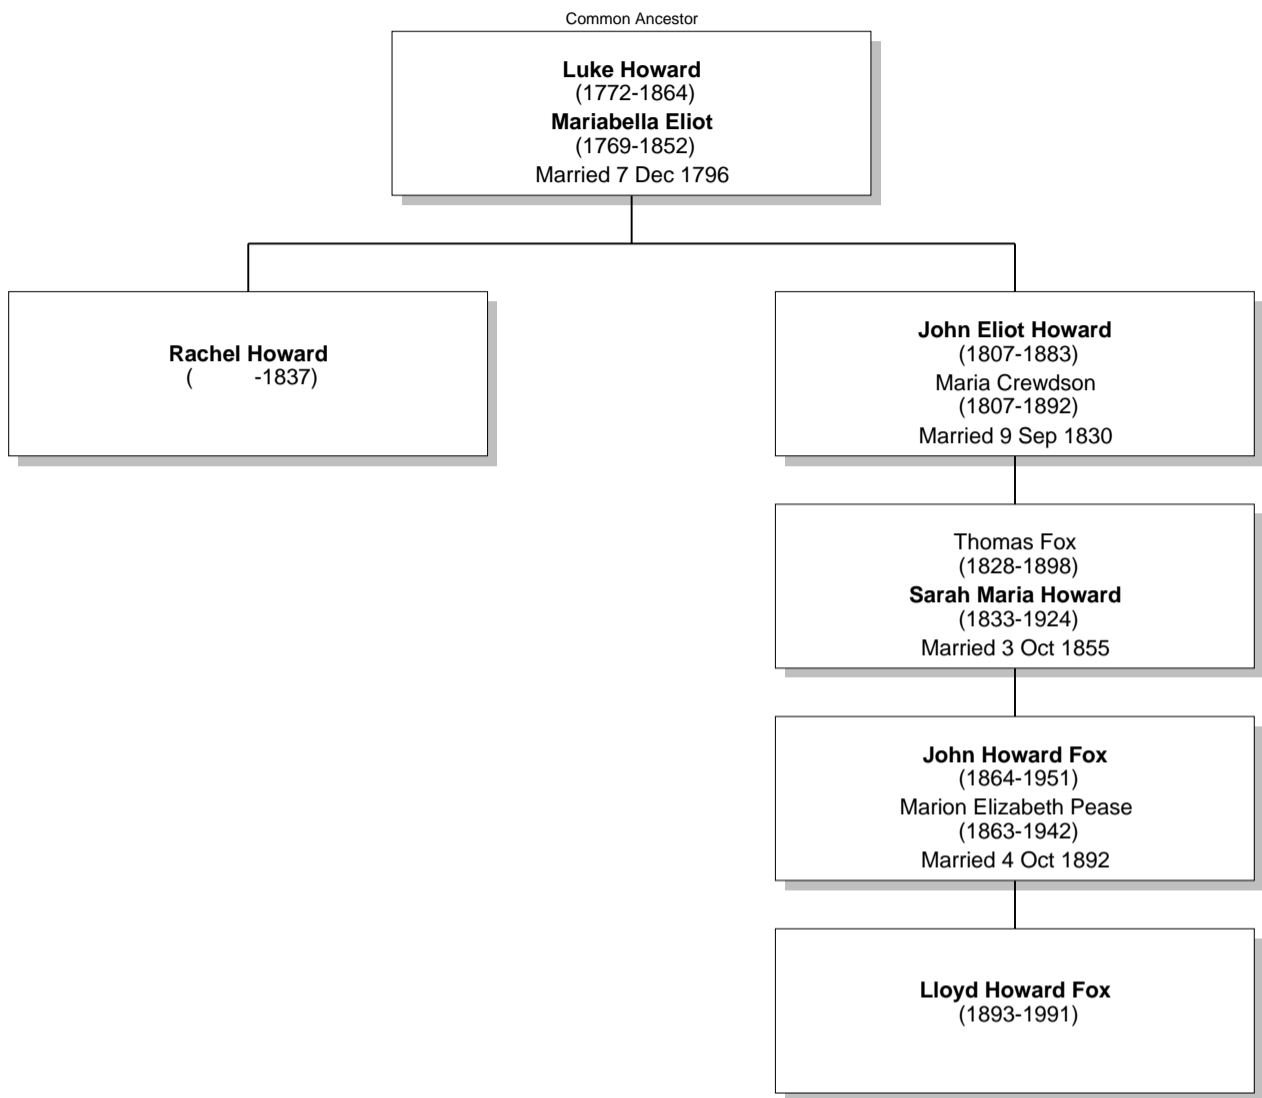 Common Ancestor
Luke Howard
(1772-1864)
Mariabella Eliot
(1769-1852)
Married 7 Dec 1796
Rachel Howard
(          -1837)
John Eliot Howard
(1807-1883)
Maria Crewdson
(1807-1892)
Married 9 Sep 1830
Thomas Fox
(1828-1898)
Sarah Maria Howard
(1833-1924)
Married 3 Oct 1855
John Howard Fox
(1864-1951)
Marion Elizabeth Pease
(1863-1942)
Married 4 Oct 1892
Lloyd Howard Fox
(1893-1991)